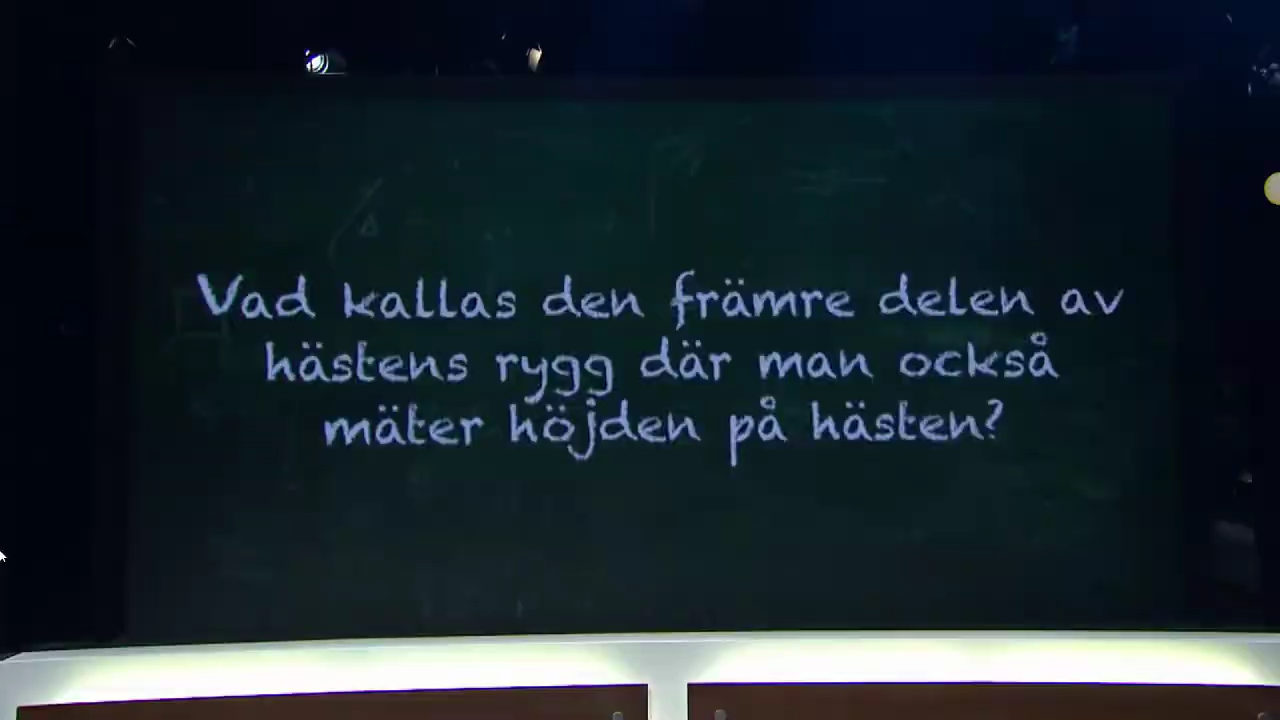 Vad kallas den främre delen av
hästens rygg där man också
mäter höjden på hästen?